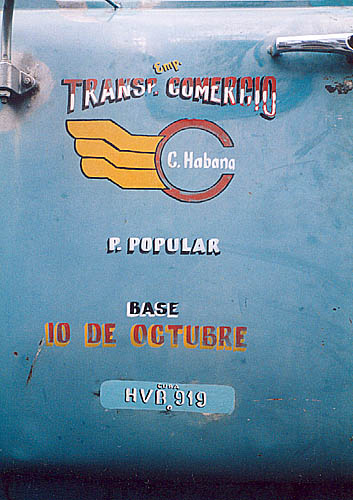 Emp.
TRANSP. COMERCIO
C. Habana
P. POPULAR
BASE
10 DE OCTUBRE
CUBA
HVR 919